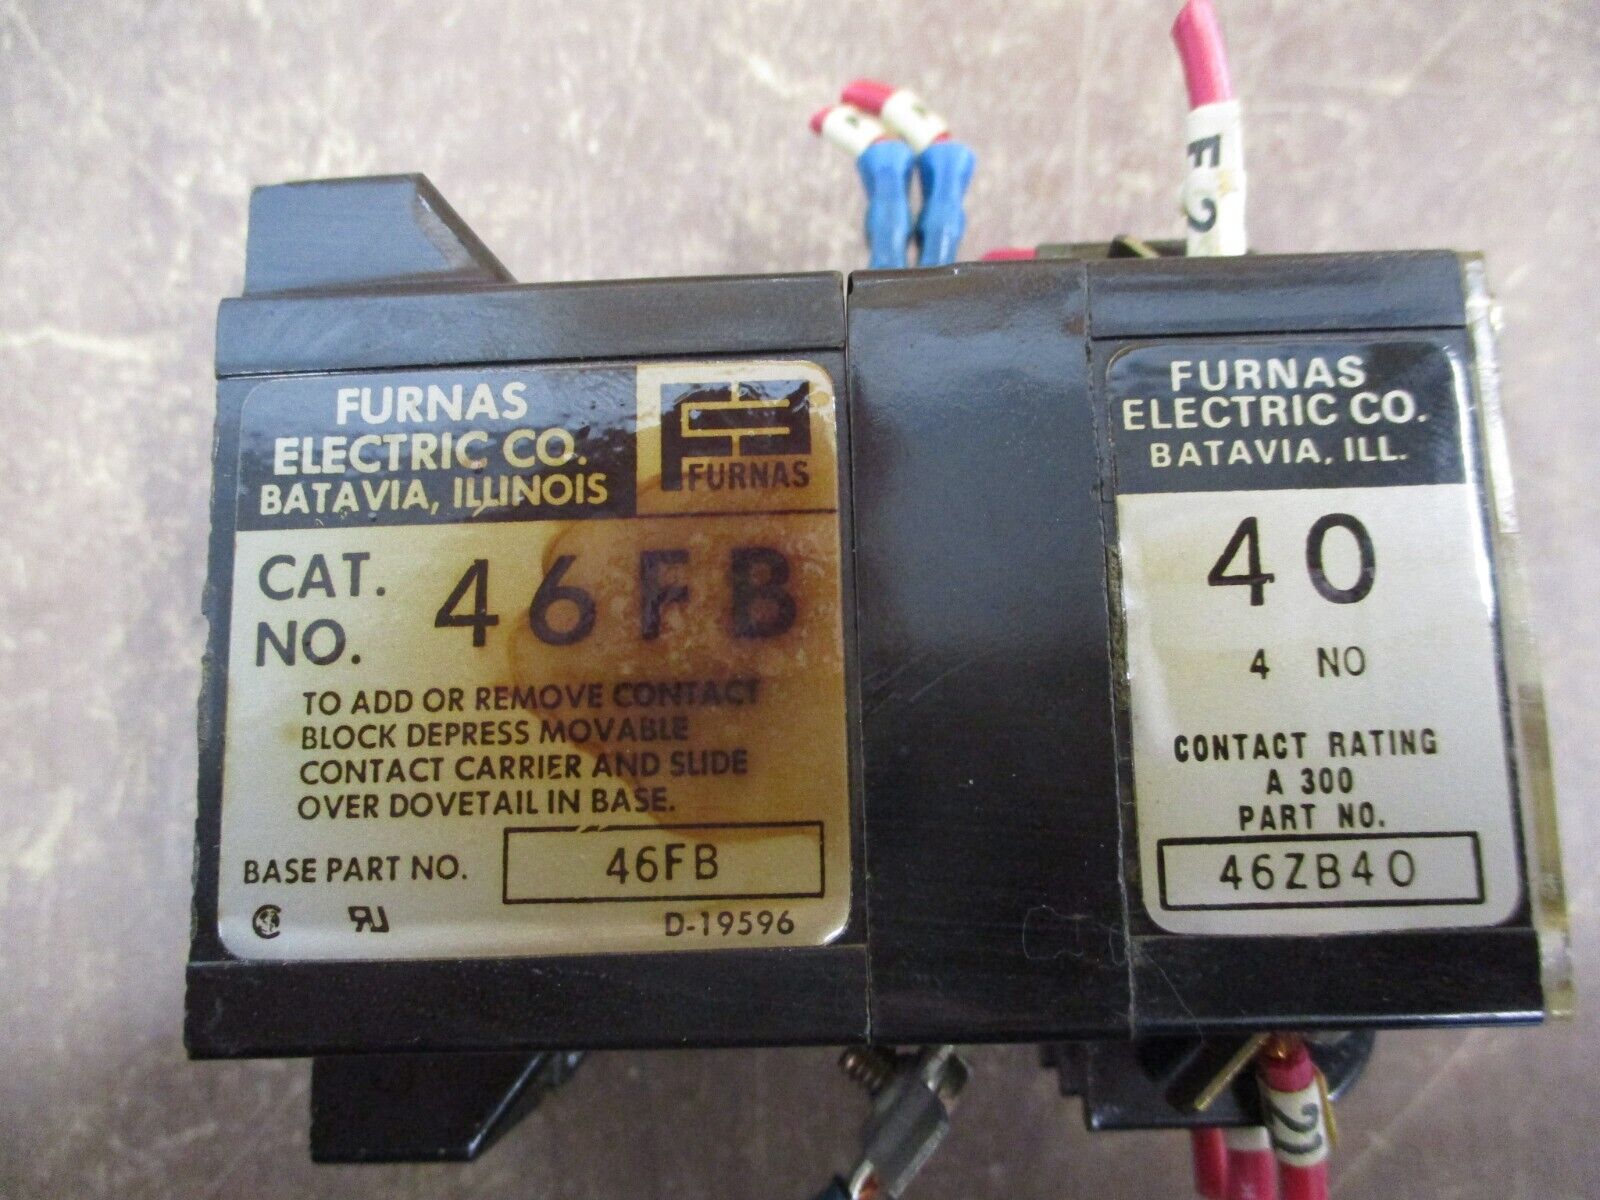 FURNAS
ELECTRIC CO.
BATAVIA, ILLINOIS
FURNAS
CAT.
NO.
46FB
TO ADD OR REMOVE CONTACT
BLOCK DEPRESS MOVABLE
CONTACT CARRIER AND SLIDE
OVER DOVETAIL IN BASE.
BASE PART NO.
46FB
D-19596
FURNAS
ELECTRIC CO.
BATAVIA, ILL.
40
4 NO
CONTACT RATING
A 300
PART NO.
46ZB40
F2